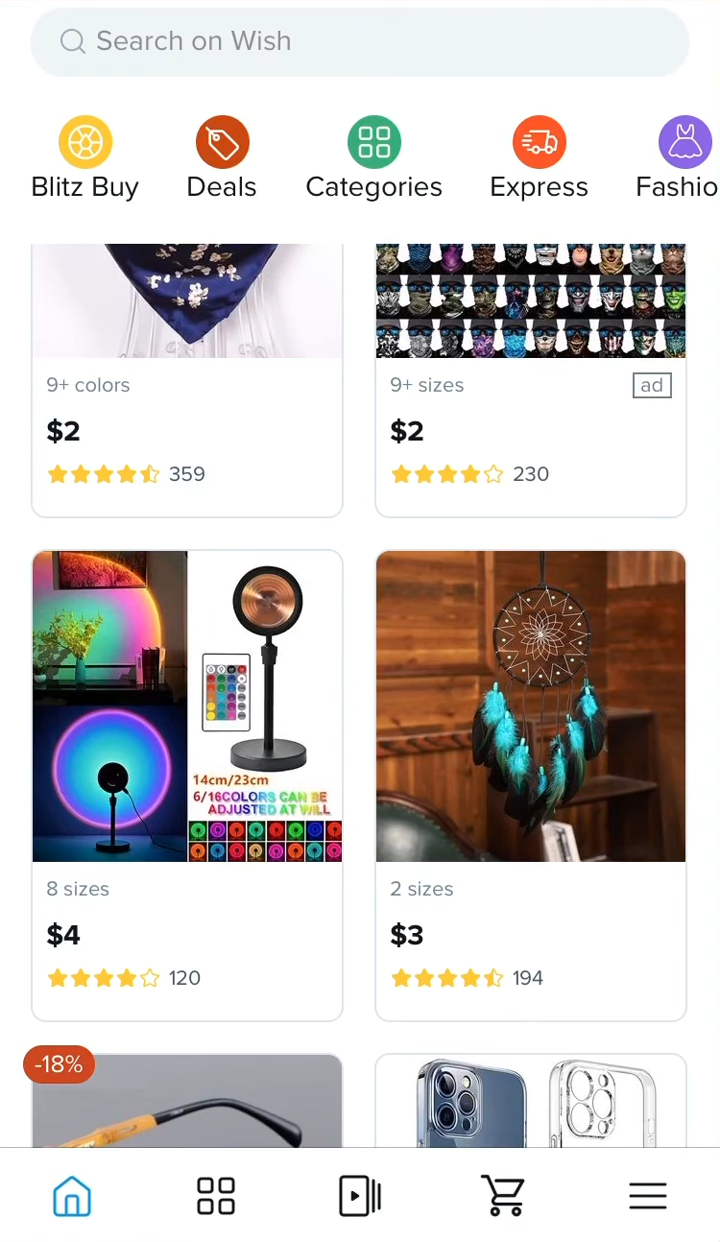 Search on Wish
Blitz Buy
Deals
Categories
Express
Fashio
9+ colors
$2
359
9+ sizes
ad
$2
230
14cm/23cm
6/16COLORS CAN BE
ADJUSTED AT WILL
8 sizes
$4
120
2 sizes
$3
194
-18%